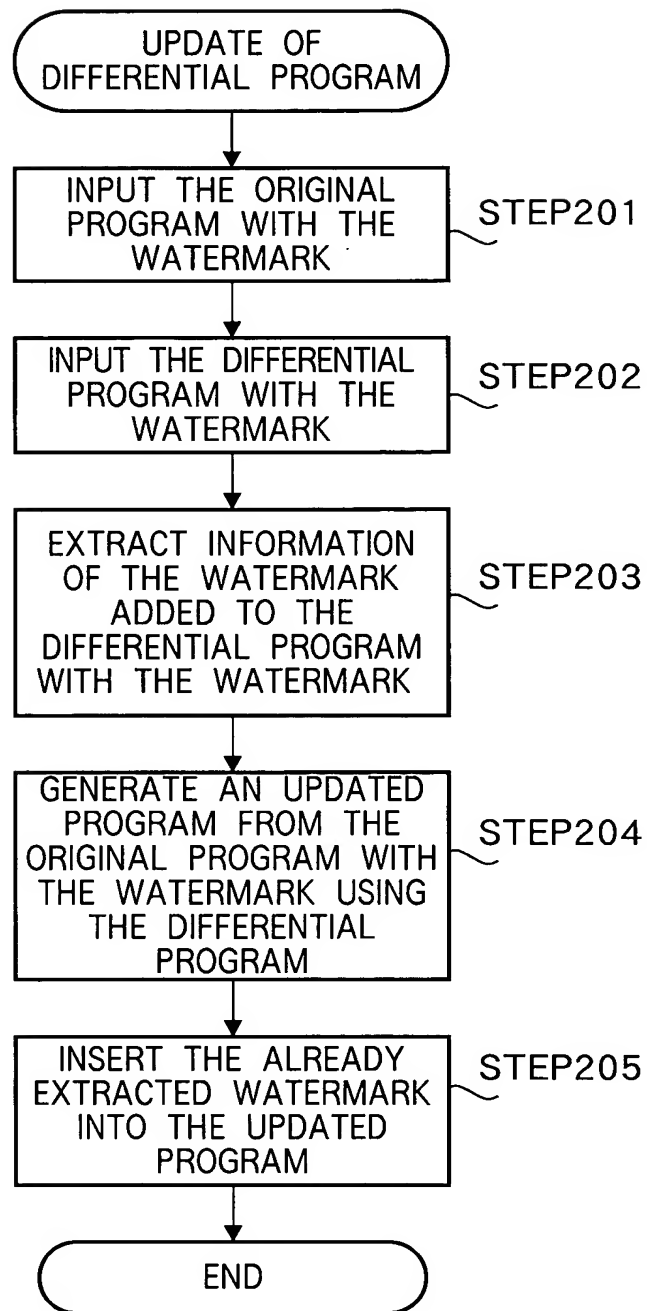 UPDATE OF
DIFFERENTIAL PROGRAM
INPUT THE ORIGINAL
PROGRAM WITH THE
WATERMARK
STEP201
INPUT THE DIFFERENTIAL
PROGRAM WITH THE
WATERMARK
STEP202
EXTRACT INFORMATION
OF THE WATERMARK
ADDED TO THE
DIFFERENTIAL PROGRAM
WITH THE WATERMARK
STEP203
GENERATE AN UPDATED
PROGRAM FROM THE
ORIGINAL PROGRAM WITH
THE WATERMARK USING
THE DIFFERENTIAL
PROGRAM
STEP204
INSERT THE ALREADY
EXTRACTED WATERMARK
INTO THE UPDATED
PROGRAM
STEP205
END